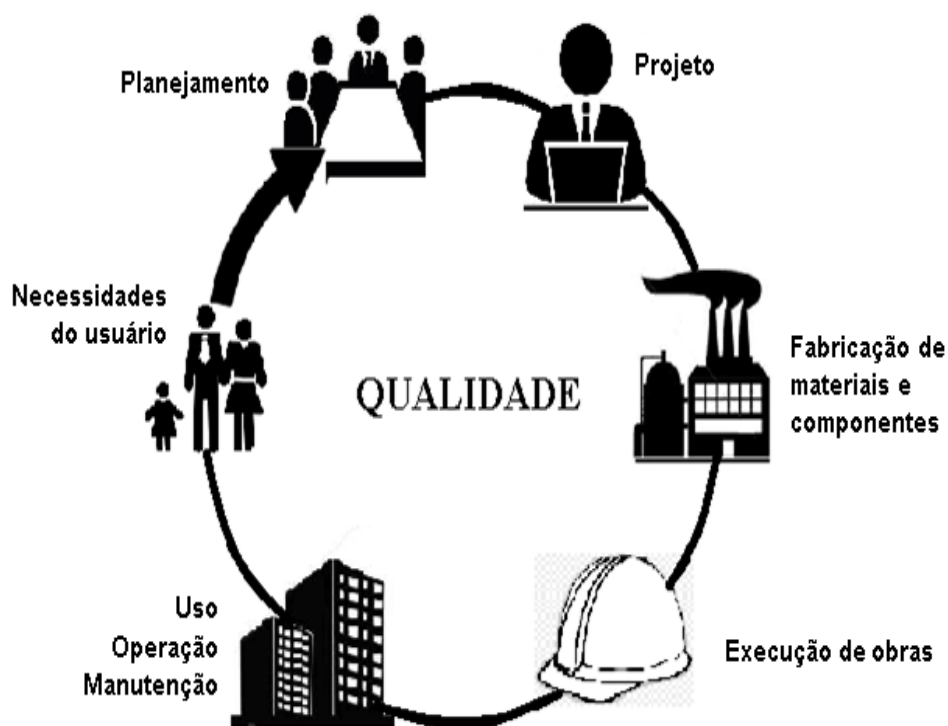 Planejamento
Projeto
Necessidades
do usuário
QUALIDADE
Fabricação de
materiais e
componentes
Uso
Operação
Manutenção
Execução de obras